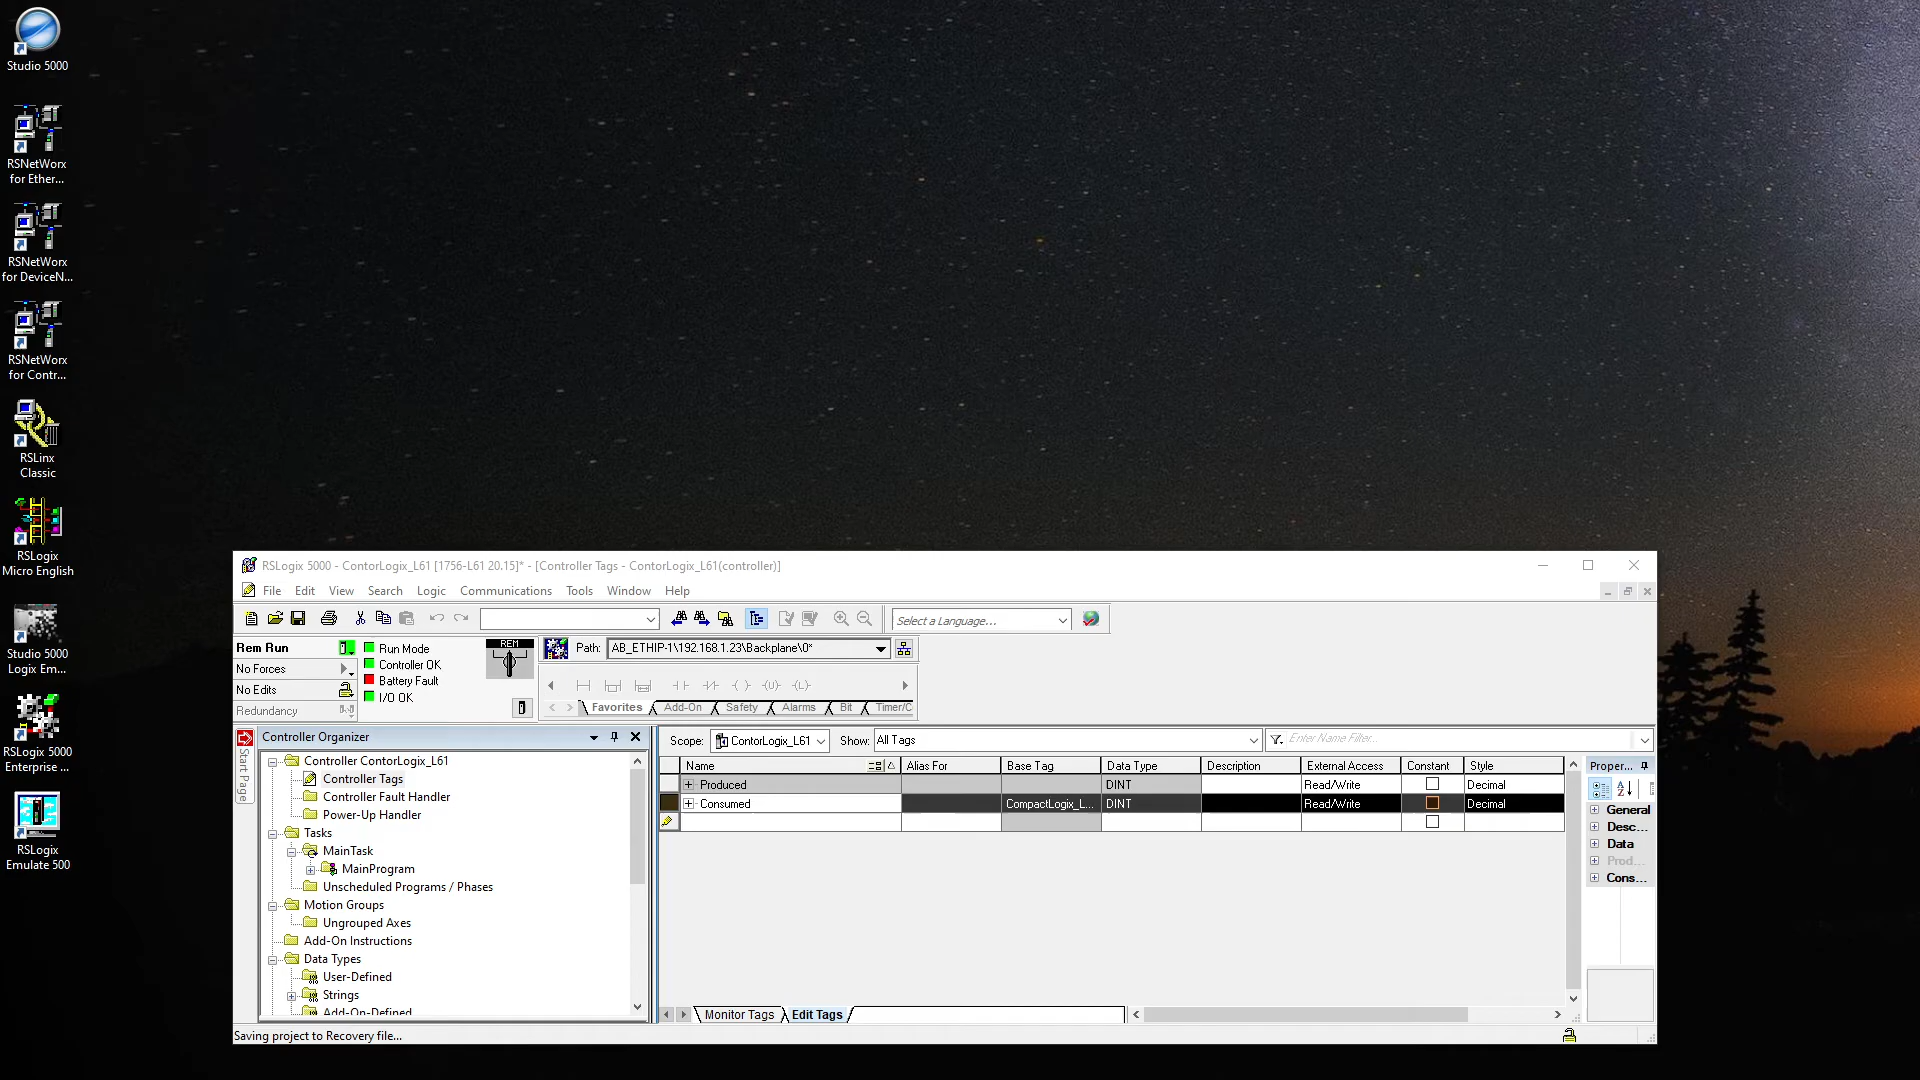 Studio 5000
RSNetWorx
for Ether...
RSNetWorx
for DeviceN...
RSNetWorx
for Contr...
RSLinx
Classic
RSLogix
Micro English
Studio 5000
Logix Em...
RSLogix 5000
Enterprise ...
RSLogix
Emulate 500
RSLogix 5000 - ContorLogix_L61 [1756-L61 20.15]* - [Controller Tags - ContorLogix_L61(controller)]
File Edit View Search Logic Communications Tools Window Help
Select a Language...
Rem Run
No Forces
No Edits
Redundancy
Run Mode
Controller OK
Battery Fault
I/O OK
REM
Path: AB_ETHIP-1\192.168.1.23\Backplane\0*
Favorites Add-On Safety Alarms Bit Timer/C
Start Page
Controller Organizer
Controller ContorLogix_L61
Controller Tags
Controller Fault Handler
Power-Up Handler
Tasks
MainTask
MainProgram
Unscheduled Programs / Phases
Motion Groups
Ungrouped Axes
Add-On Instructions
Data Types
User-Defined
Strings
Add-On-Defined
Scope: ContorLogix_L61 Show: All Tags Enter Name Filter...
Name Alias For Base Tag Data Type Description External Access Constant Style
Produced DINT Read/Write Decimal
Consumed CompactLogix_L... DINT Read/Write Decimal
Proper...
General
Desc...
Data
Prod...
Cons...
Monitor Tags Edit Tags
Saving project to Recovery file...